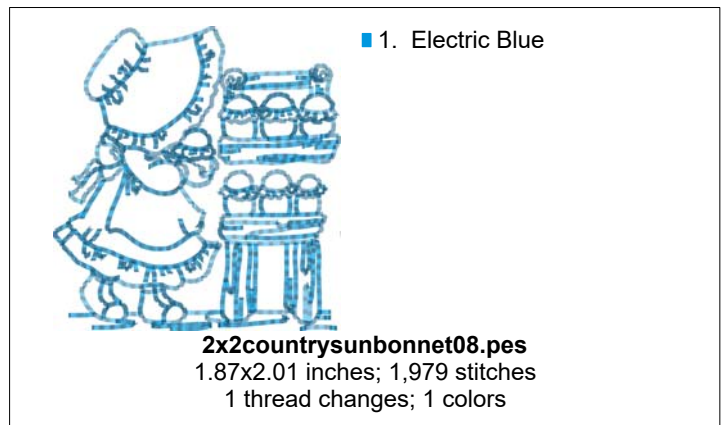 1. Electric Blue
2x2countrysunbonnet08.pes
1.87x2.01 inches; 1,979 stitches
1 thread changes; 1 colors